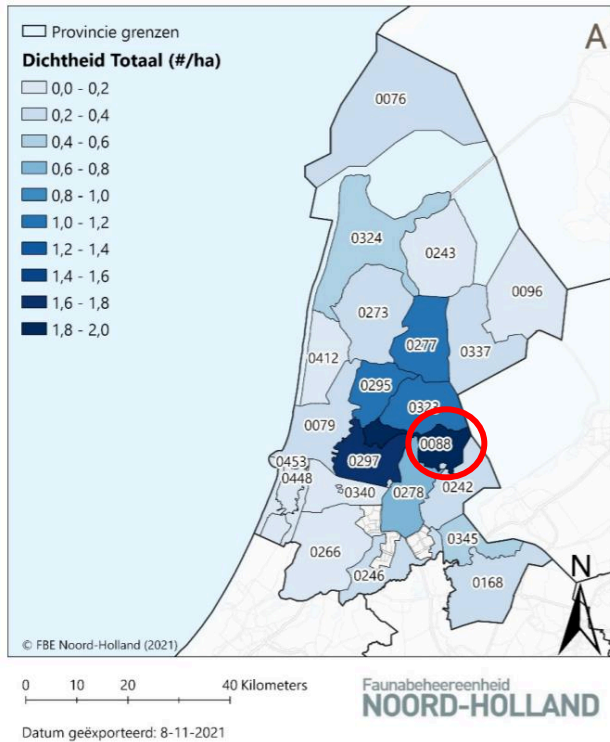 Provincie grenzen
A
Dichtheid Totaal (#/ha)
0,0 - 0,2
0,2 - 0,4
0,4 - 0,6
0,6 - 0,8
0,8 - 1,0
1,0 - 1,2
1,2 - 1,4
1,4 - 1,6
1,6 - 1,8
1,8 - 2,0
0076
0324
0243
0096
0273
0277
0337
0412
0295
0323
0079
0088
0453
0297
0448
0340
0278
0242
0266
0345
0246
0168
N
© FBE Noord-Holland (2021)
0 10 20 40 Kilometers
Faunabeheereenheid
NOORD-HOLLAND
Datum geëxporteerd: 8-11-2021